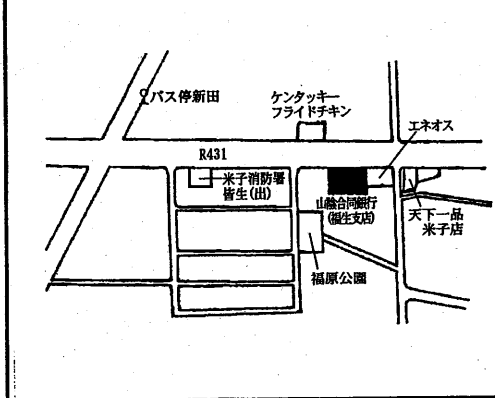 バス停新田
ケンタッキー
フライドチキン
エネオス
R431
米子消防署
皆生(出)
山陰合同銀行
(福生支店)
天下一品
米子店
福原公園